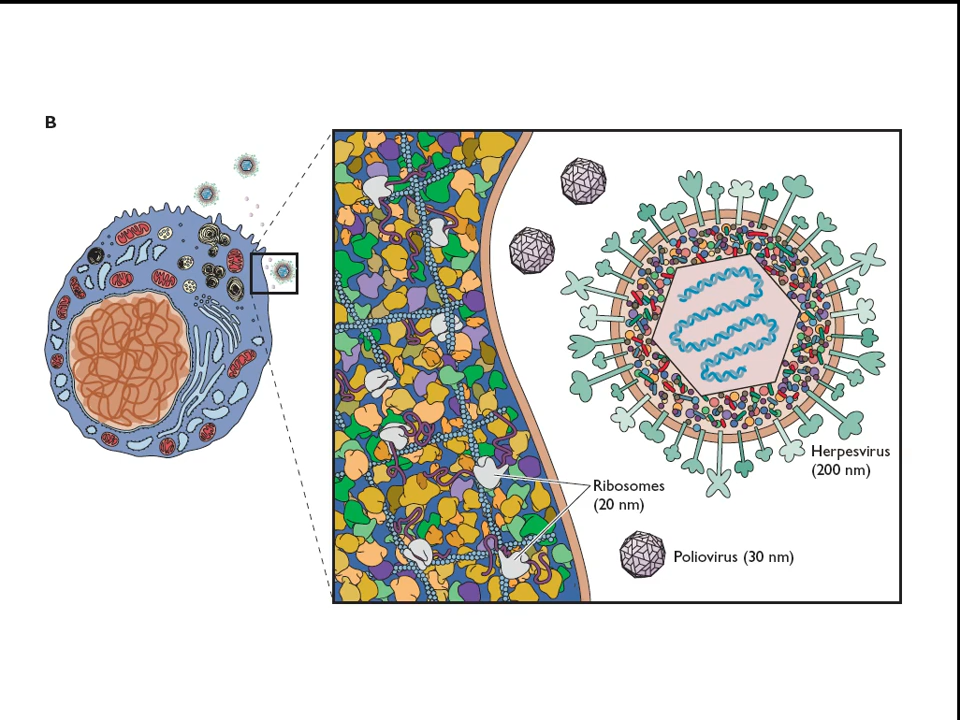 B
Herpesvirus
(200 nm)
Ribosomes
(20 nm)
Poliovirus (30 nm)